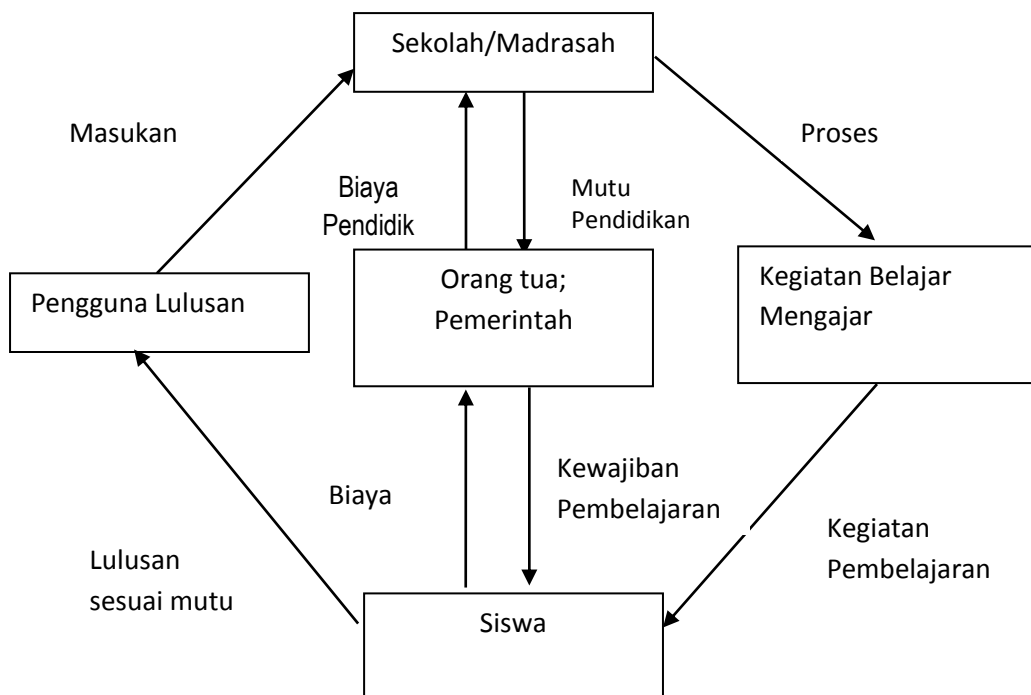 Sekolah/Madrasah
Masukan
Proses
Biaya
Pendidik
Mutu
Pendidikan
Pengguna Lulusan
Orang tua;
Pemerintah
Kegiatan Belajar
Mengajar
Biaya
Kewajiban
Pembelajaran
Lulusan
sesuai mutu
Kegiatan
Pembelajaran
Siswa